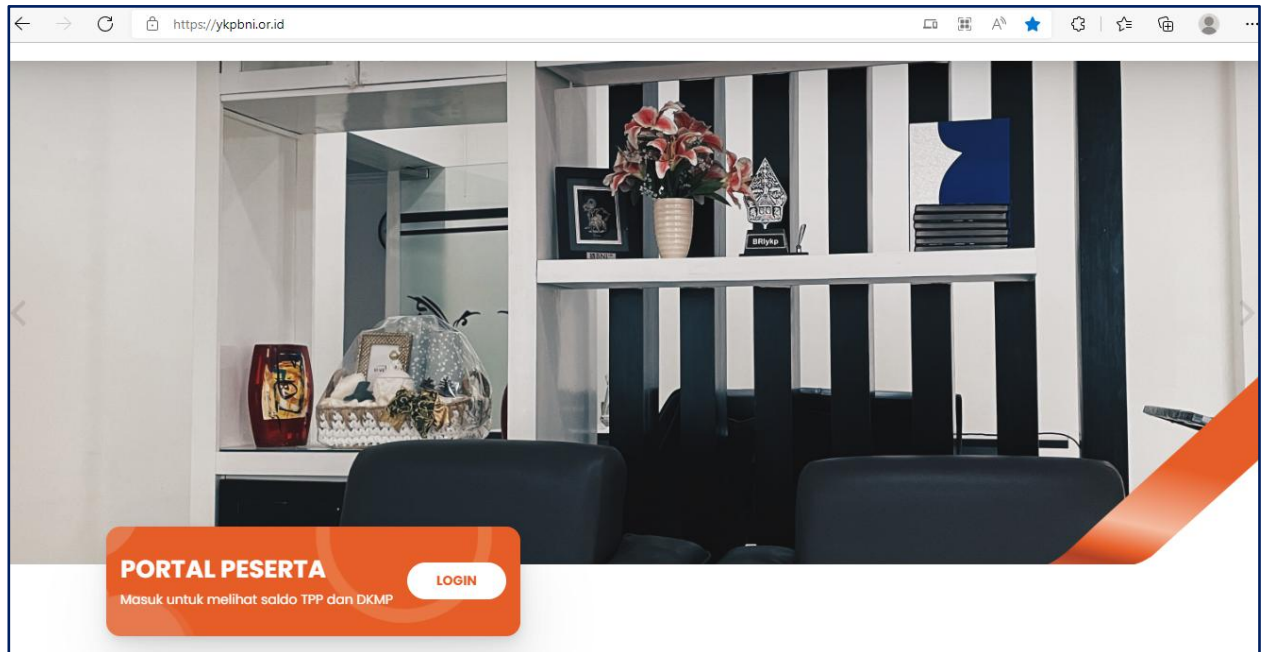 https://ykpbni.or.id
BRIykp
PORTAL PESERTA
Masuk untuk melihat saldo TPP dan DKMP
LOGIN